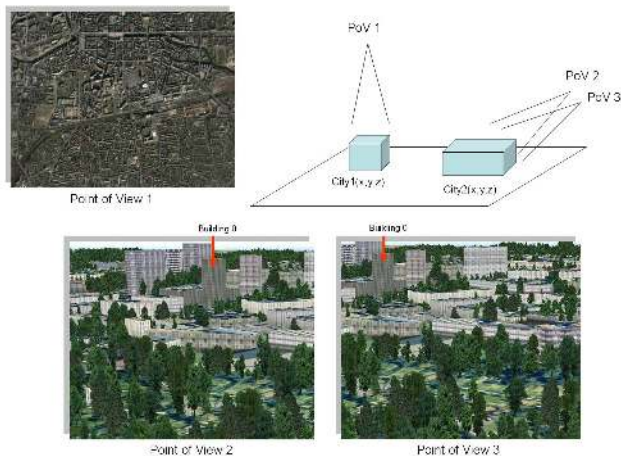 PoV 1
PoV 2
PoV 3
City1(x,y,z)
City2(x,y,z)
Point of View 1
Building 0
Building 0
Point of View 2
Point of View 3